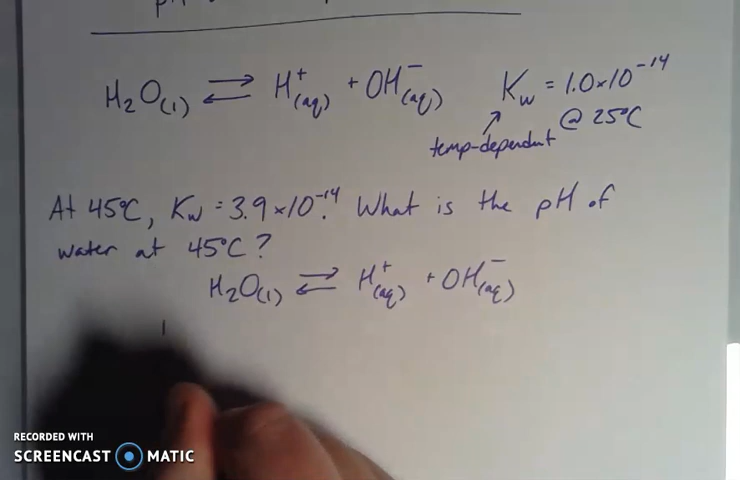 pH
H₂O(l) ⇌ H⁺(aq) + OH⁻(aq) Kw = 1.0×10⁻¹⁴
temp-dependent @ 25°C
At 45°C, Kw = 3.9×10⁻¹⁴. What is the pH of
water at 45°C?
H₂O(l) ⇌ H⁺(aq) + OH⁻(aq)
RECORDED WITH
SCREENCAST MATIC